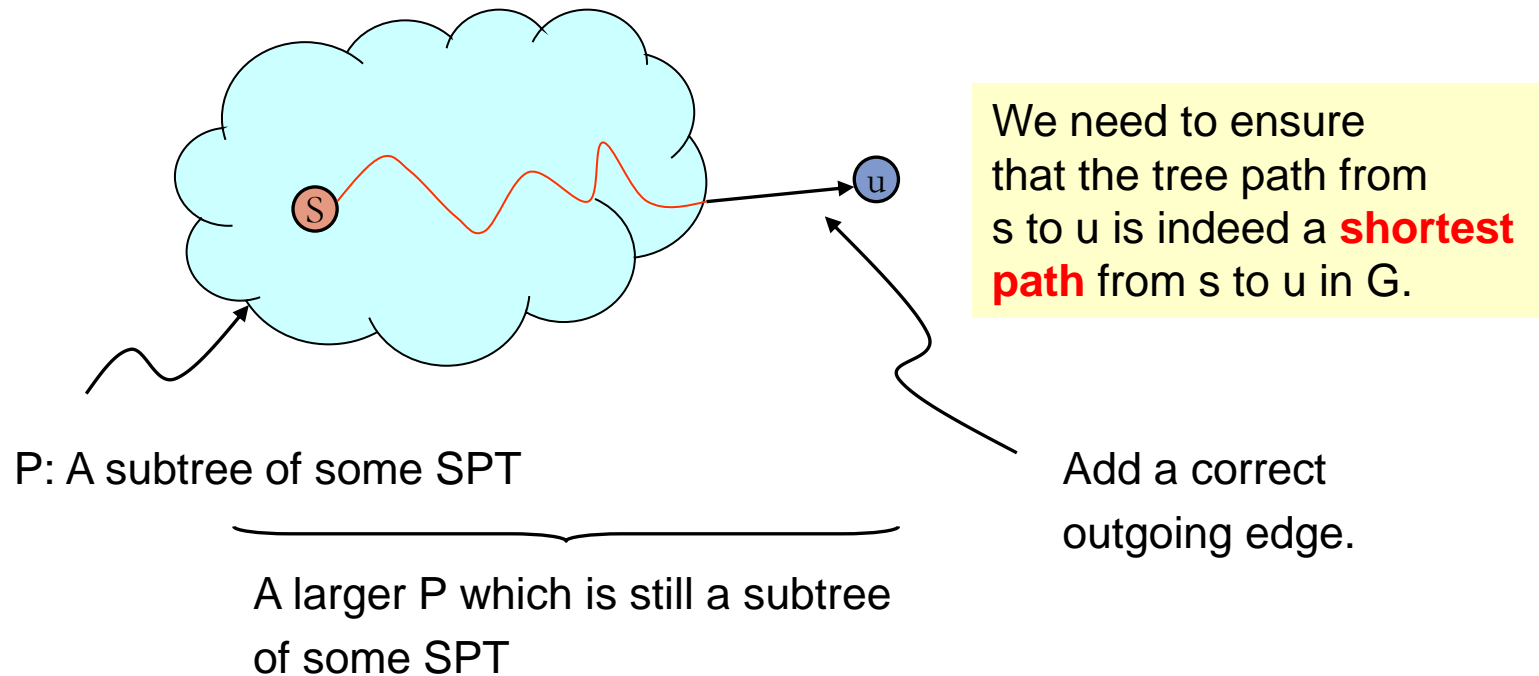 S
u
We need to ensure
that the tree path from
s to u is indeed a shortest
path from s to u in G.
P: A subtree of some SPT
Add a correct
outgoing edge.
A larger P which is still a subtree
of some SPT